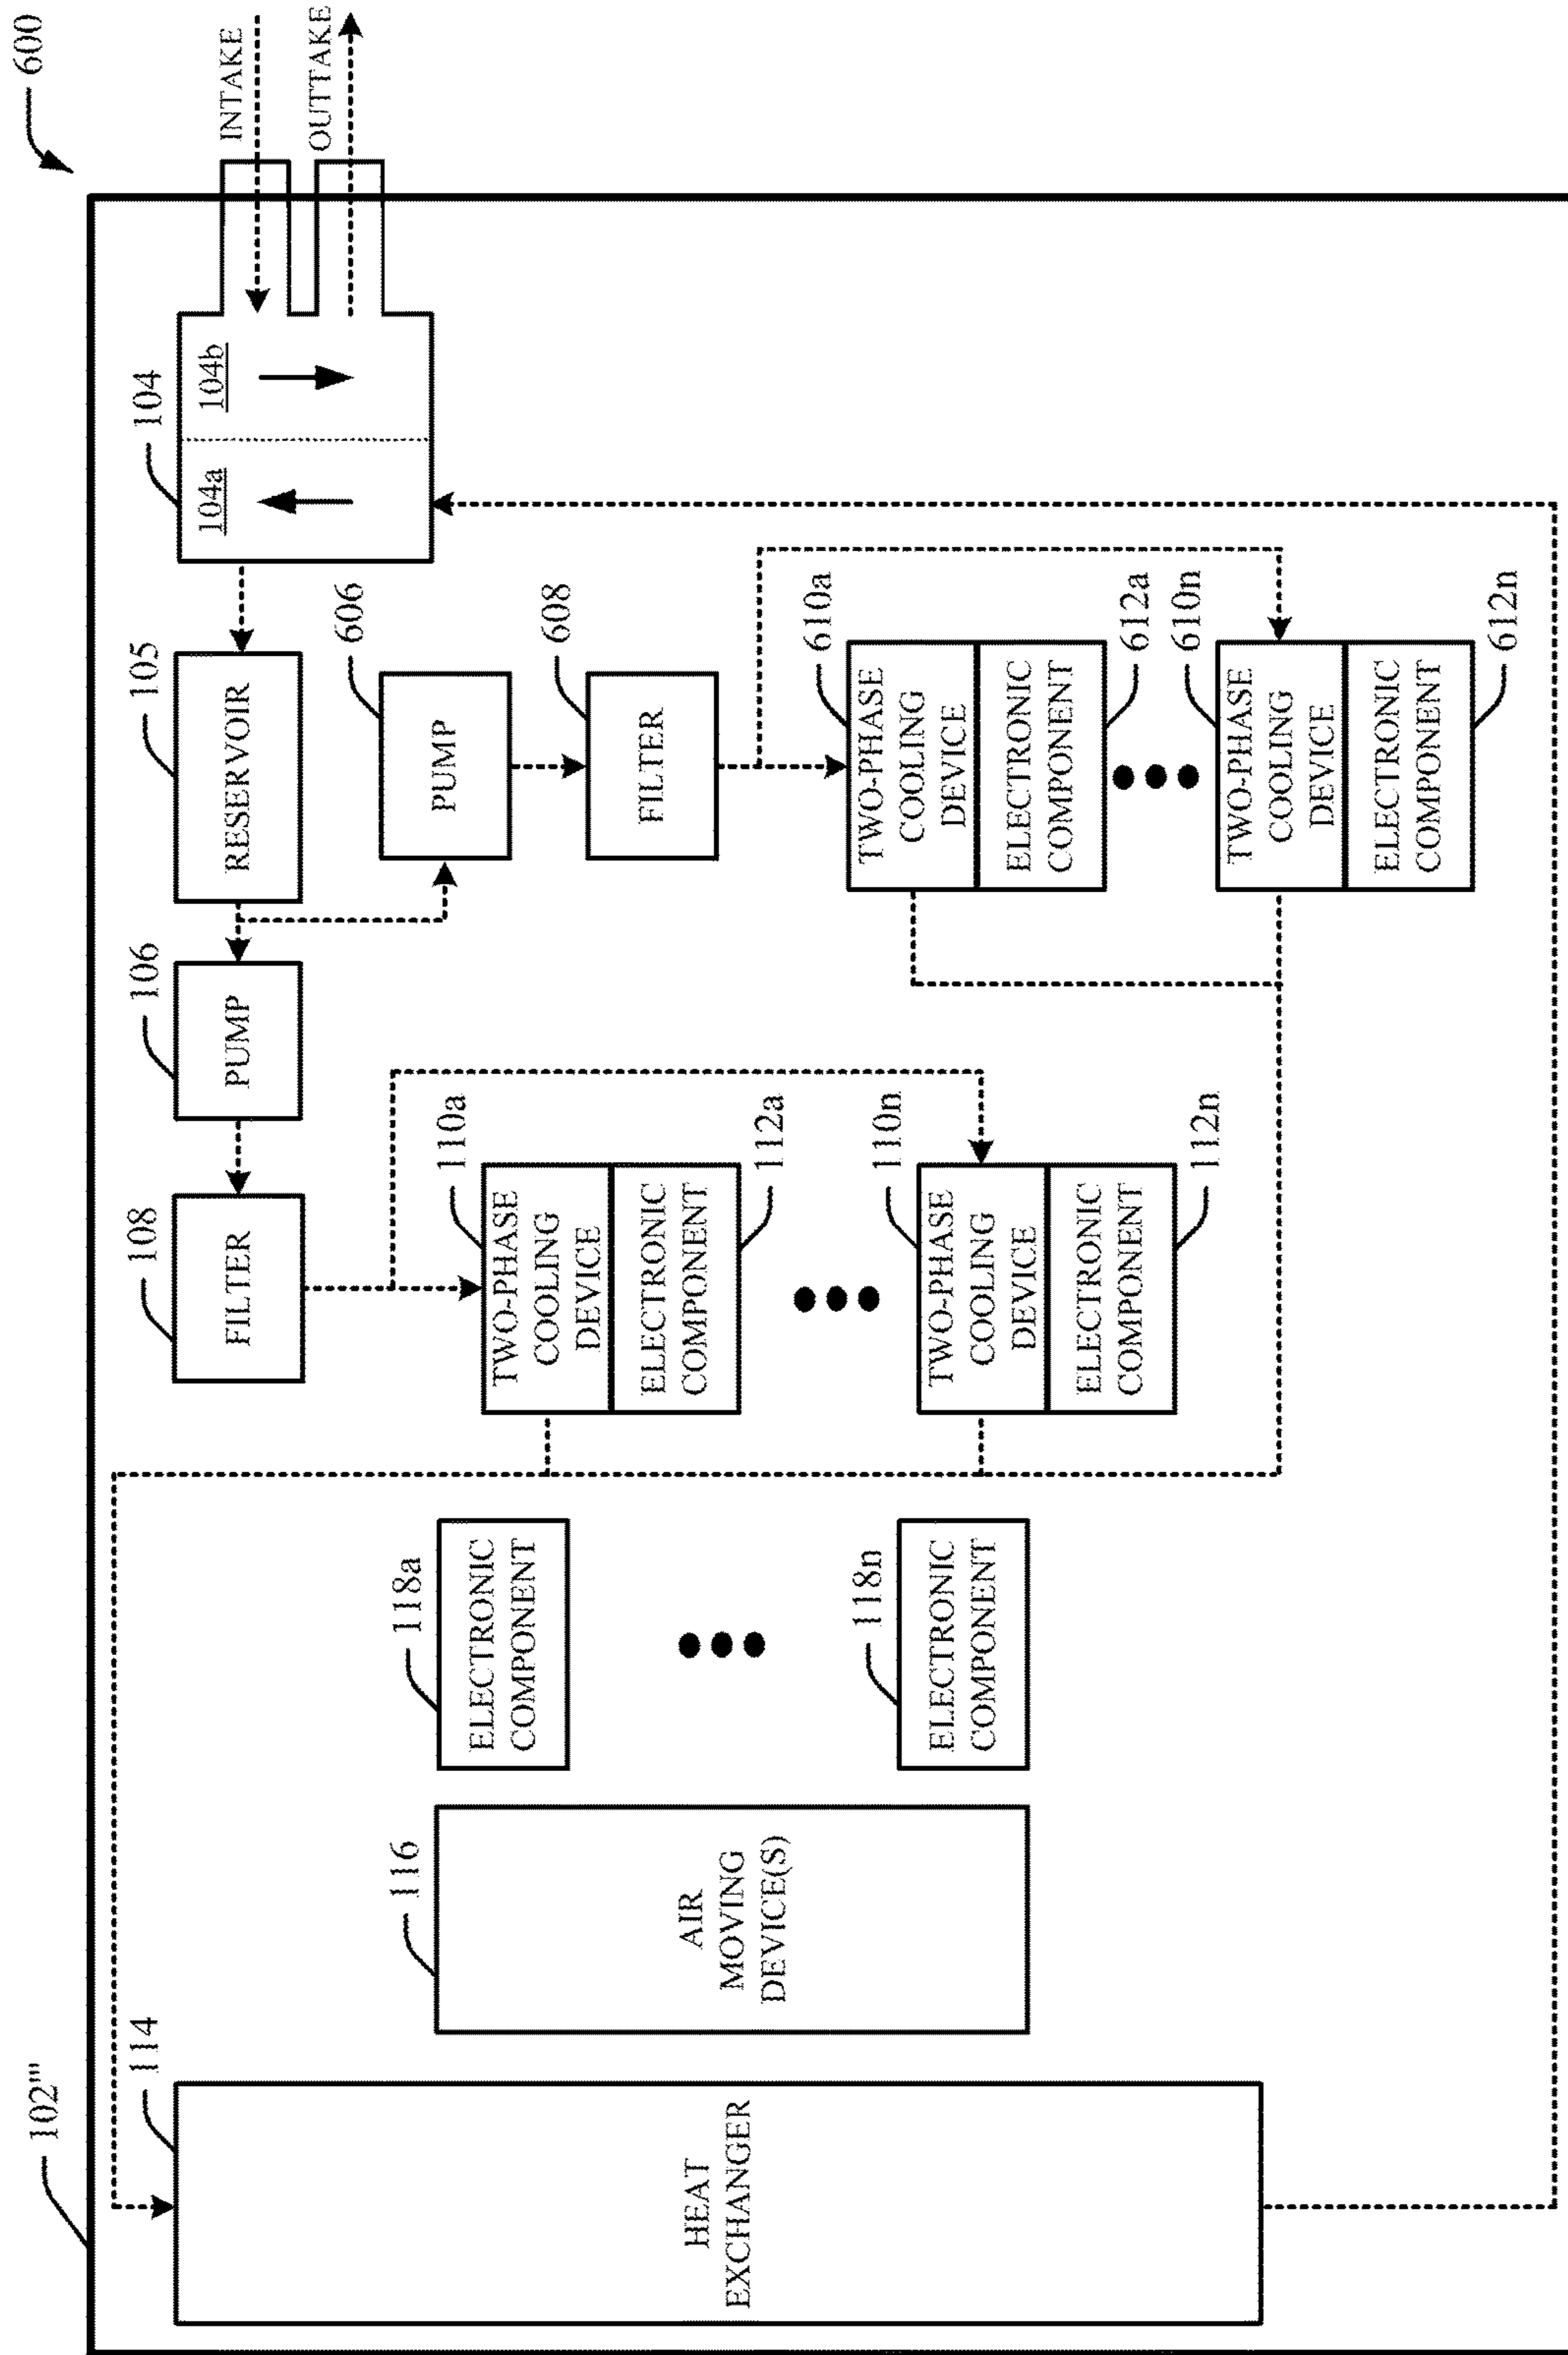 600
102'''
114
HEAT
EXCHANGER
116
AIR
MOVING
DEVICE(S)
118a
ELECTRONIC
COMPONENT
118n
ELECTRONIC
COMPONENT
108
FILTER
106
PUMP
105
RESERVOIR
104
104a
104b
INTAKE
OUTTAKE
110a
TWO-PHASE
COOLING
DEVICE
ELECTRONIC
COMPONENT
112a
110n
TWO-PHASE
COOLING
DEVICE
ELECTRONIC
COMPONENT
112n
606
PUMP
608
FILTER
610a
TWO-PHASE
COOLING
DEVICE
ELECTRONIC
COMPONENT
612a
610n
TWO-PHASE
COOLING
DEVICE
ELECTRONIC
COMPONENT
612n